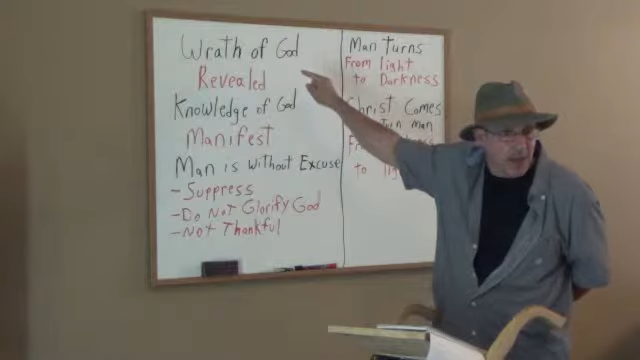 Wrath of God
Revealed
Knowledge of God
Manifest
Man is without Excuse
- Suppress
- Do Not Glorify God
- Not Thankful
Man Turns
From light
to Darkness
Christ Comes
man
to